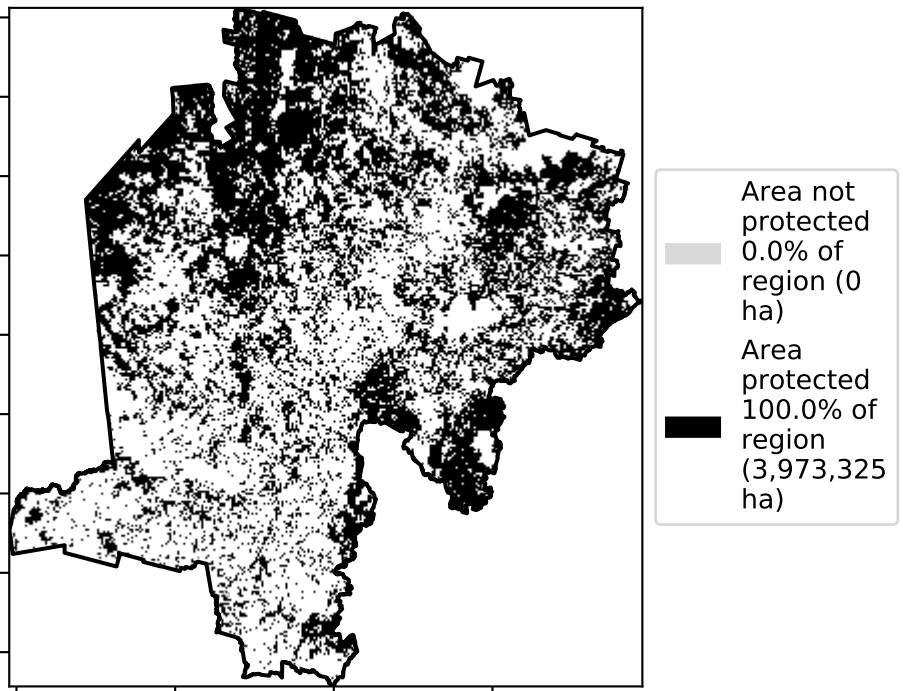 Area not
protected
0.0% of
region (0
ha)
Area
protected
100.0% of
region
(3,973,325
ha)